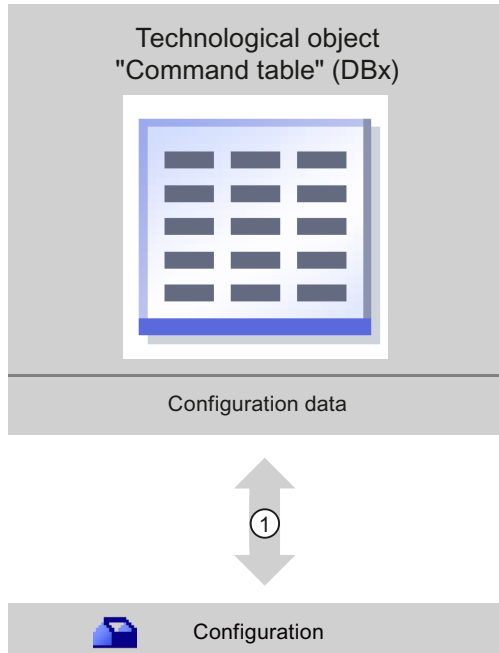 Technological object
"Command table" (DBx)
Configuration data
1
Configuration